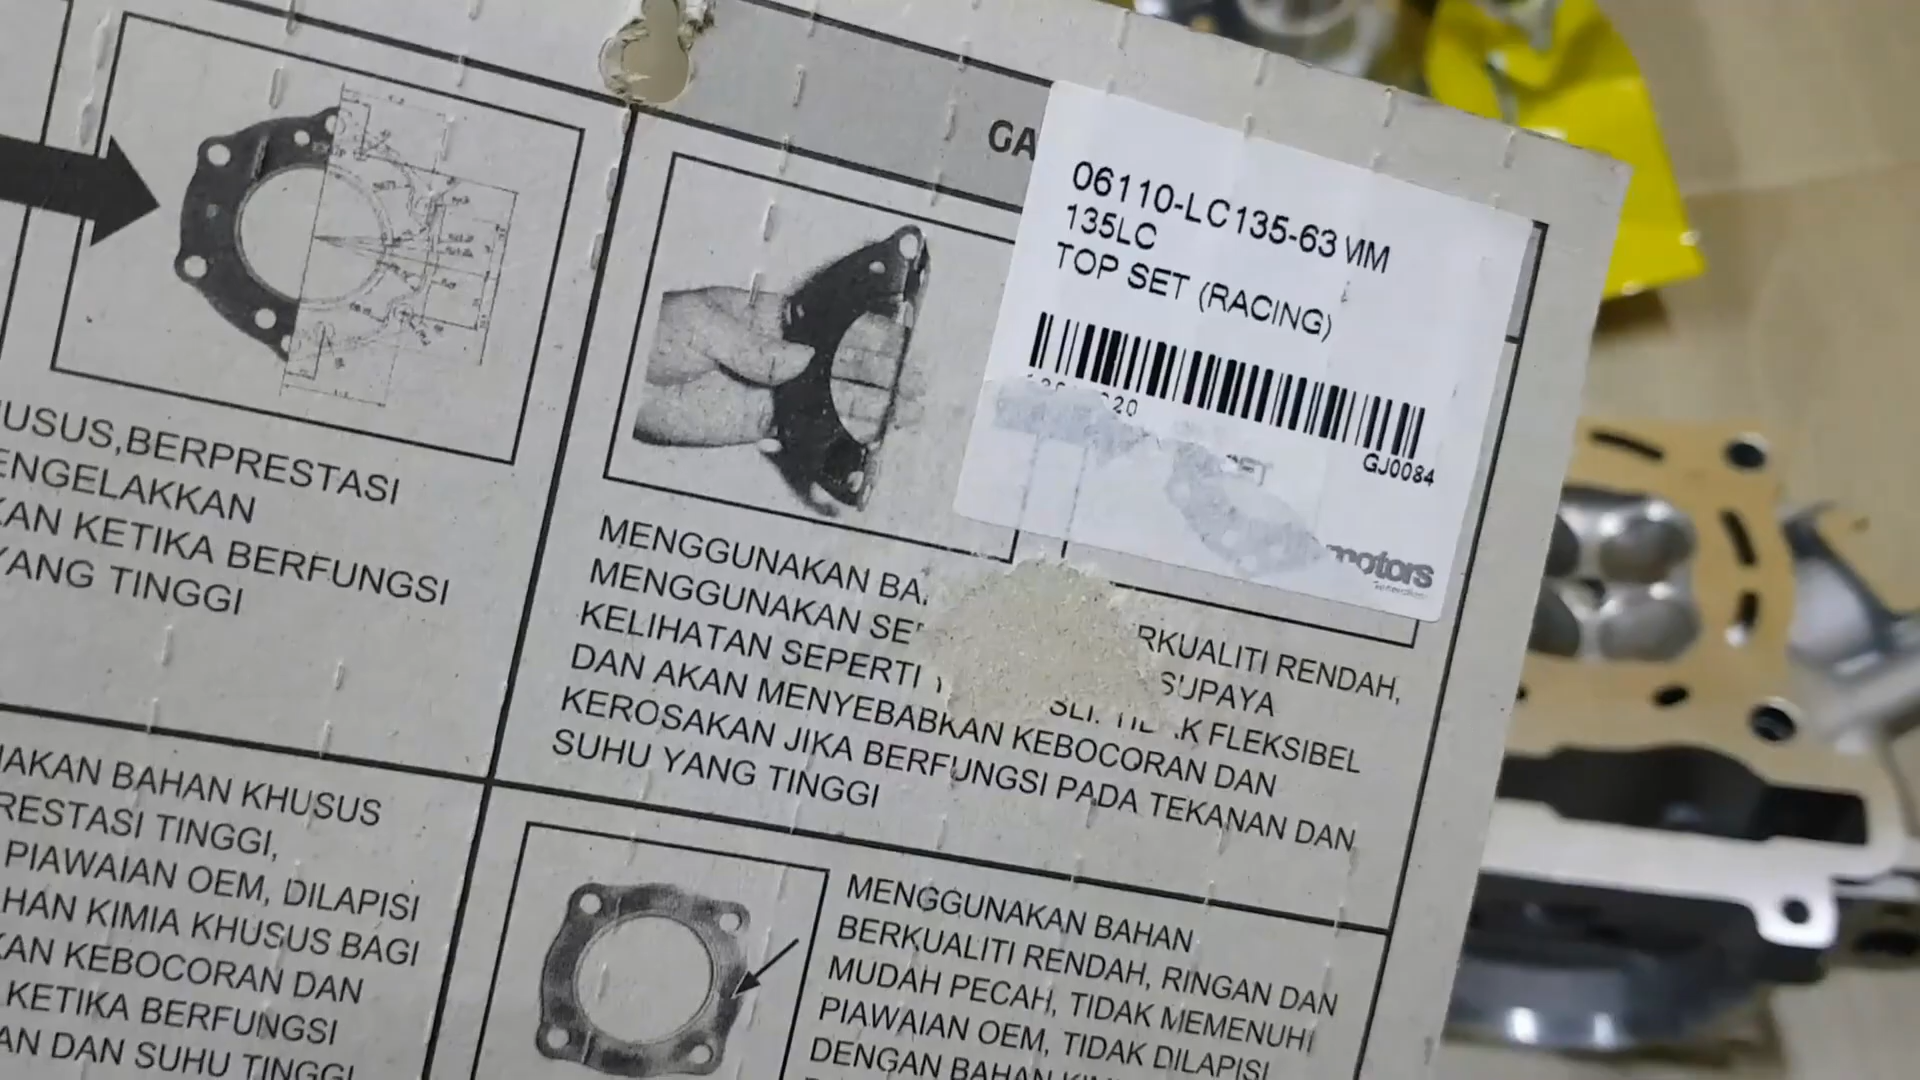 GA
06110-LC135-63MM
135LC
TOP SET (RACING)
GJ0084
motors
USUS,BERPRESTASI
ENGELAKKAN
KAN KETIKA BERFUNGSI
YANG TINGGI
MENGGUNAKAN BA RKUALITI RENDAH,
MENGGUNAKAN SE SUPAYA
KELIHATAN SEPERTI SLI. K FLEKSIBEL
DAN AKAN MENYEBABKAN KEBOCORAN DAN
KEROSAKAN JIKA BERFUNGSI PADA TEKANAN DAN
SUHU YANG TINGGI
NAKAN BAHAN KHUSUS
RESTASI TINGGI,
PIAWAIAN OEM, DILAPISI
HAN KIMIA KHUSUS BAGI
KAN KEBOCORAN DAN
KETIKA BERFUNGSI
AN DAN SUHU TINGGI
MENGGUNAKAN BAHAN
BERKUALITI RENDAH, RINGAN DAN
MUDAH PECAH, TIDAK MEMENUHI
PIAWAIAN OEM, TIDAK DILAPISI
DENGAN BAHAN